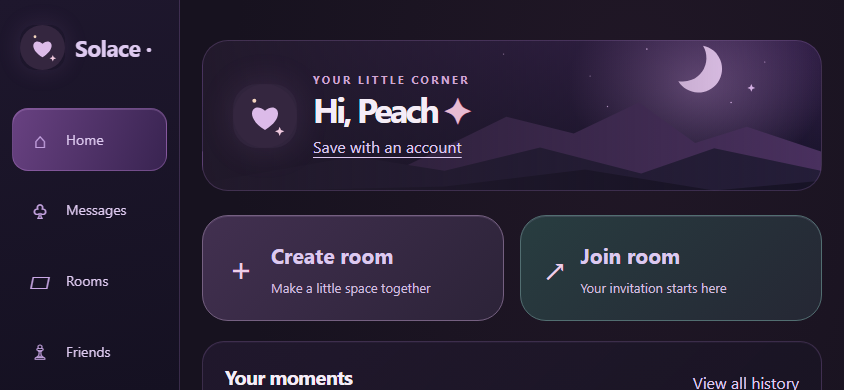 Solace
Home
Messages
Rooms
Friends
YOUR LITTLE CORNER
Hi, Peach
Save with an account
Create room
Make a little space together
Join room
Your invitation starts here
Your moments
View all history